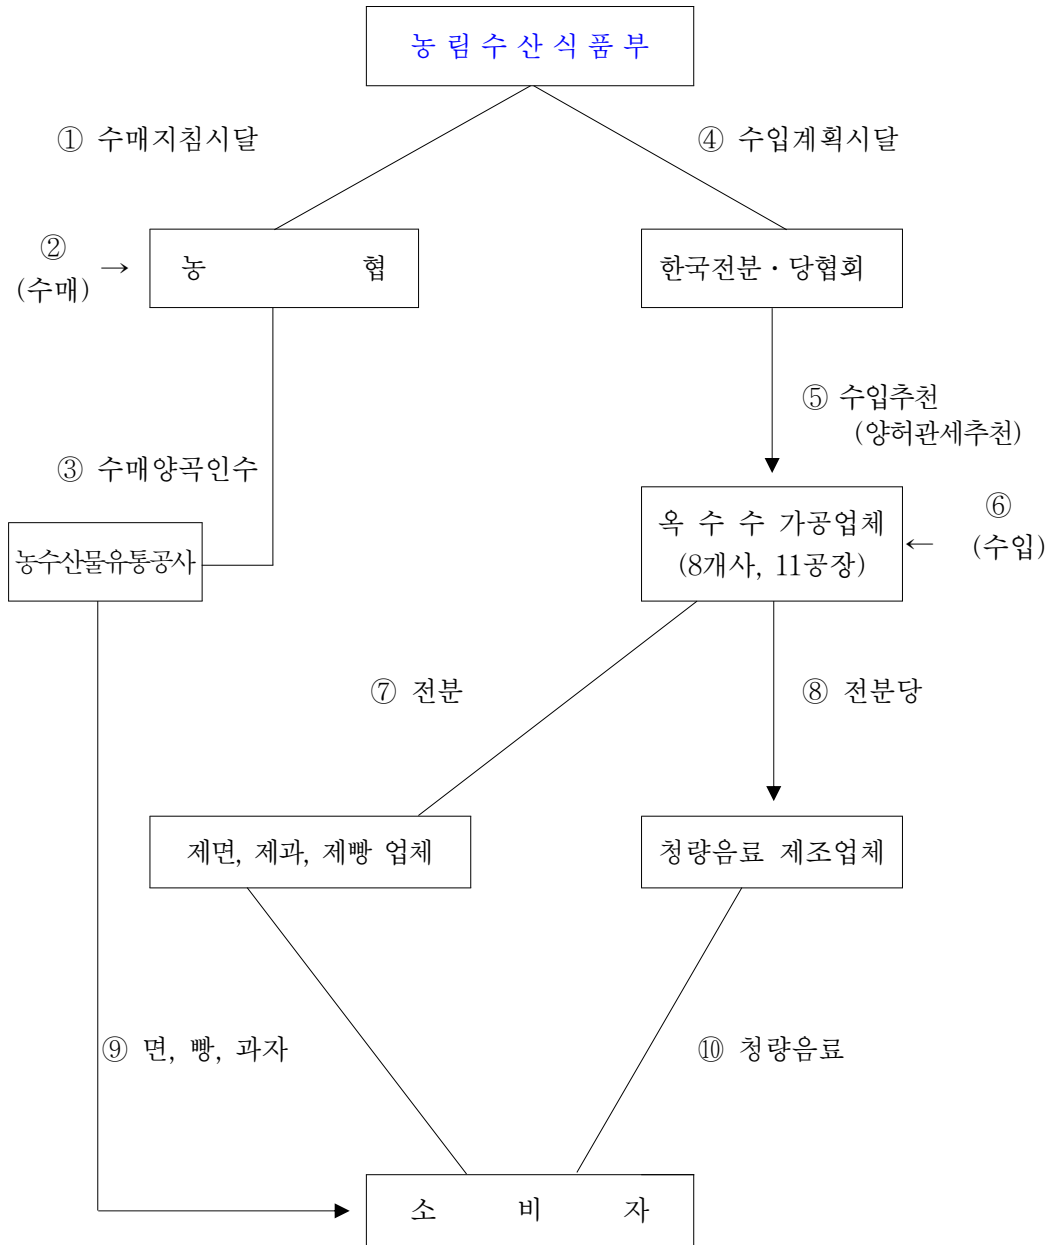 농 림 수 산 식 품 부
① 수매지침시달
④ 수입계획시달
②
(수매)
→
농 협
한국전분 · 당협회
⑤ 수입추천
(양허관세추천)
③ 수매양곡인수
농수산물유통공사
옥 수 수 가공업체
(8개사, 11공장)
←
⑥
(수입)
⑦ 전분
⑧ 전분당
제면, 제과, 제빵 업체
청량음료 제조업체
⑨ 면, 빵, 과자
⑩ 청량음료
소 비 자